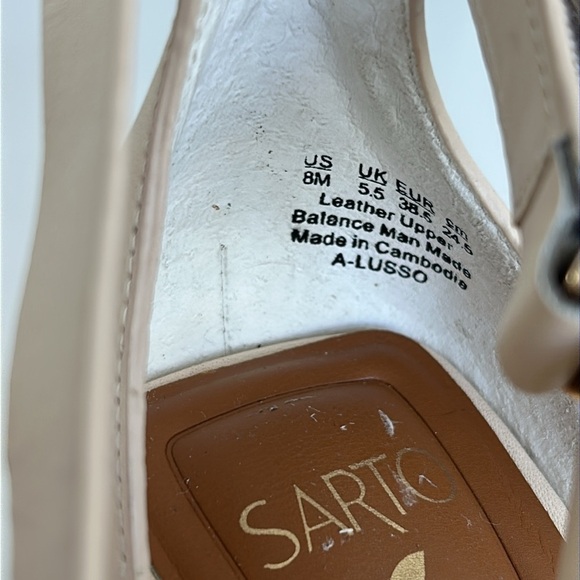 US UK EUR cm
8M 5.5 38.5 24.5
Leather Upper
Balance Man Made
Made in Cambodia
A-LUSSO
SARTO